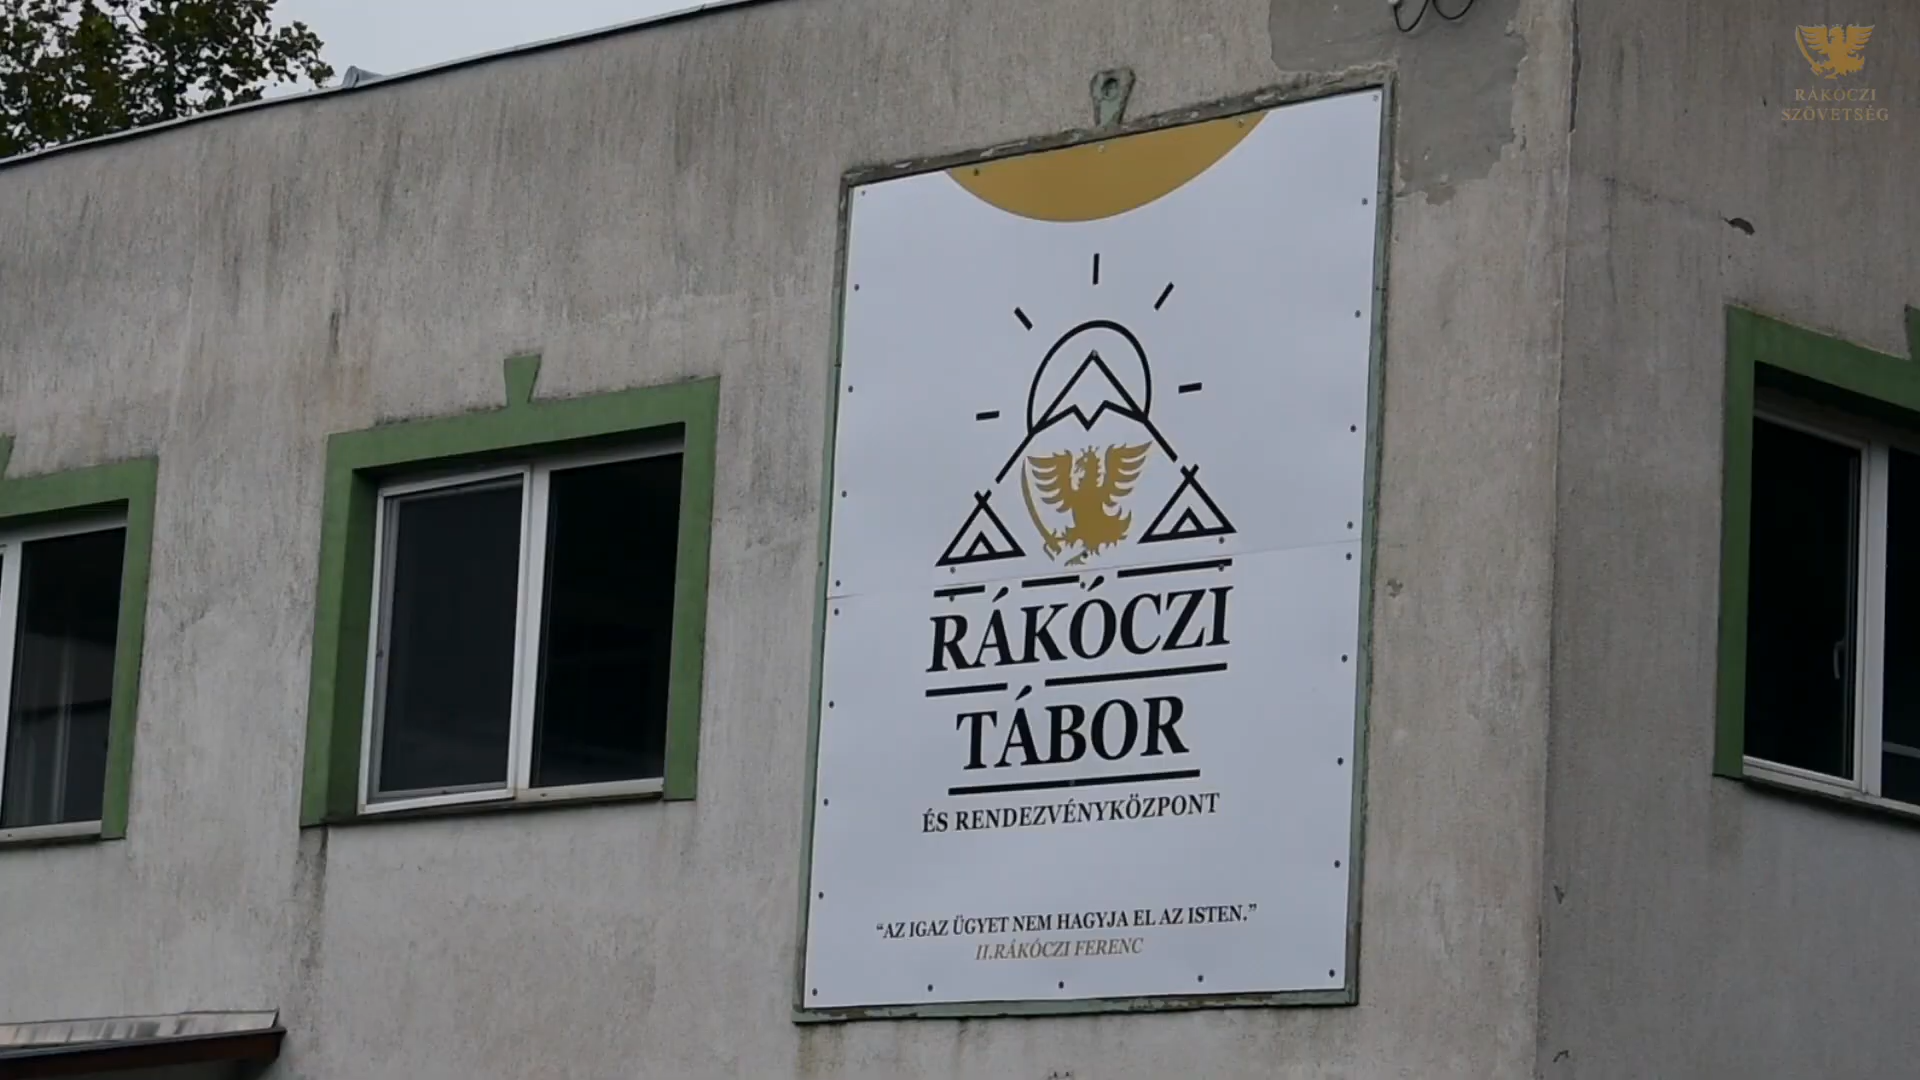 RÁKÓCZI
SZÖVETSÉG
RÁKÓCZI
TÁBOR
ÉS RENDEZVÉNYKÖZPONT
“AZ IGAZ ÜGYET NEM HAGYJA EL AZ ISTEN.”
II.RÁKÓCZI FERENC